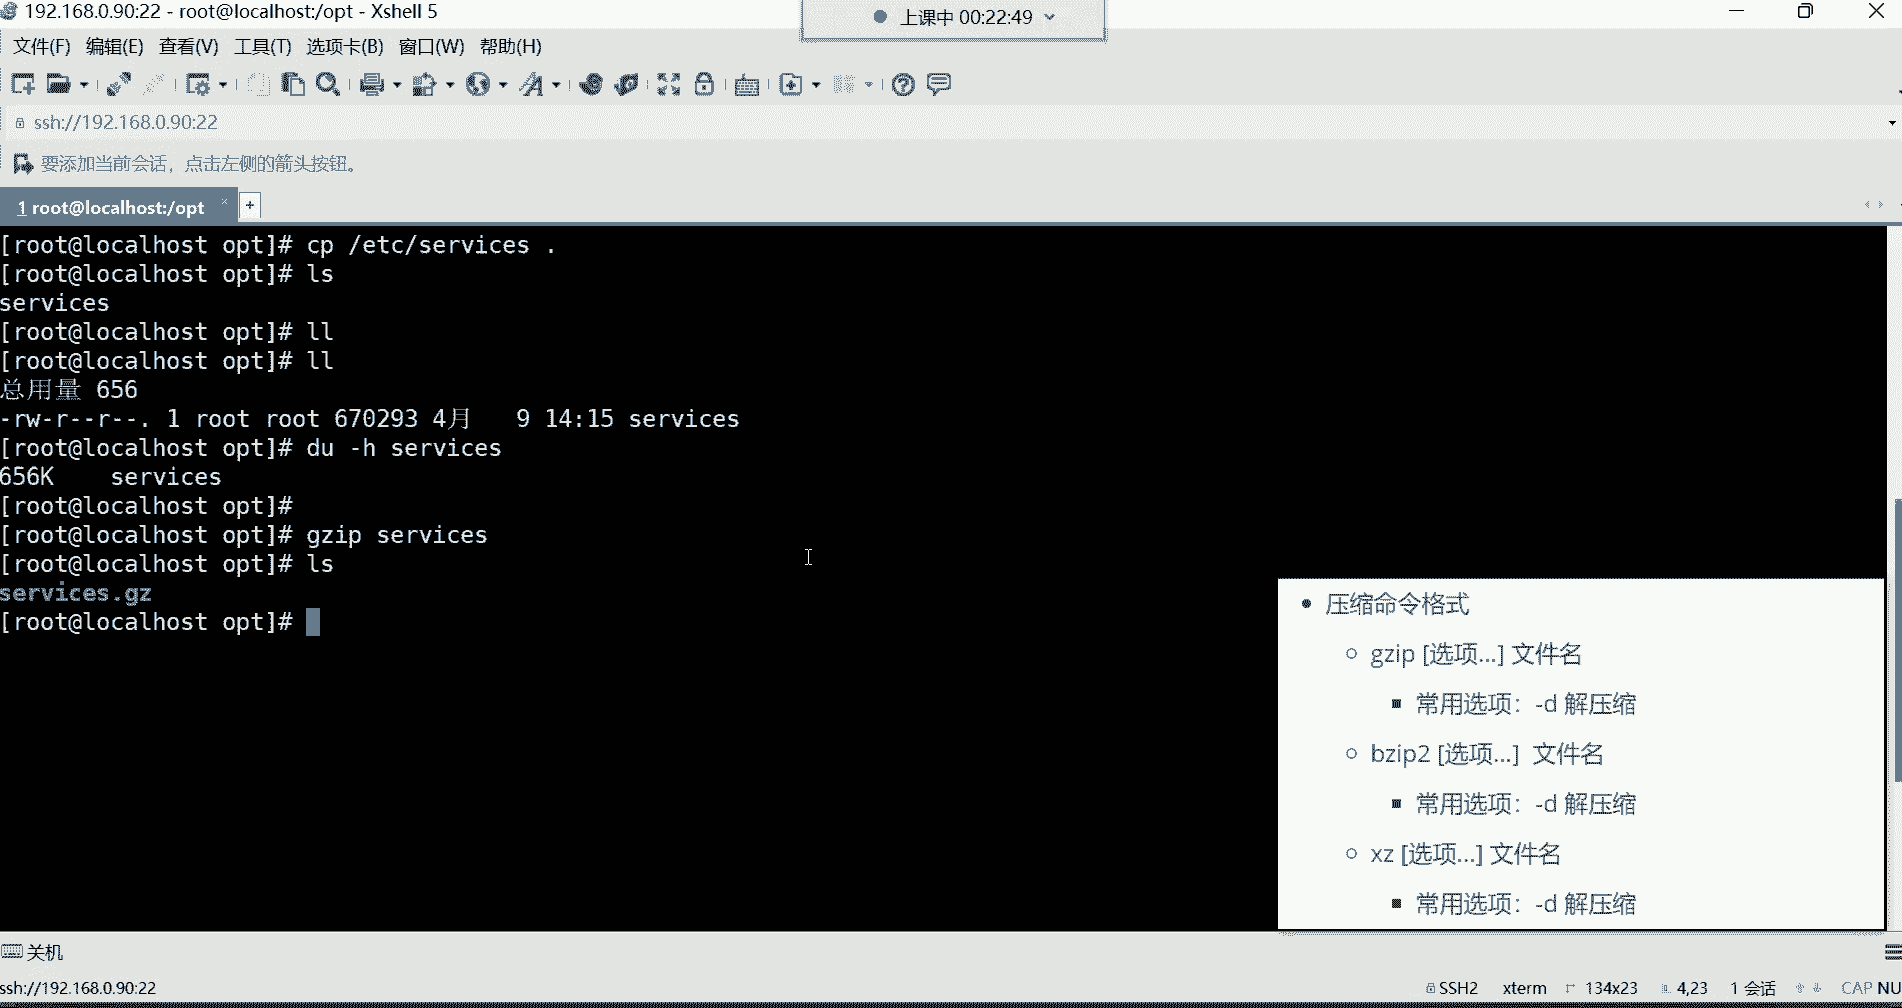 192.168.0.90:22 - root@localhost:/opt - Xshell 5
上课中 00:22:49
文件(F) 编辑(E) 查看(V) 工具(T) 选项卡(B) 窗口(W) 帮助(H)
ssh://192.168.0.90:22
要添加当前会话，点击左侧的箭头按钮。
1 root@localhost:/opt × +
[root@localhost opt]# cp /etc/services .
[root@localhost opt]# ls
services
[root@localhost opt]# ll
[root@localhost opt]# ll
总用量 656
-rw-r--r--. 1 root root 670293 4月   9 14:15 services
[root@localhost opt]# du -h services
656K    services
[root@localhost opt]#
[root@localhost opt]# gzip services
[root@localhost opt]# ls
services.gz
[root@localhost opt]#
压缩命令格式
gzip [选项...] 文件名
常用选项：-d 解压缩
bzip2 [选项...] 文件名
常用选项：-d 解压缩
xz [选项...] 文件名
常用选项：-d 解压缩
关机
ssh://192.168.0.90:22 SSH2 xterm 134x23 4,23 1 会话 CAP NU